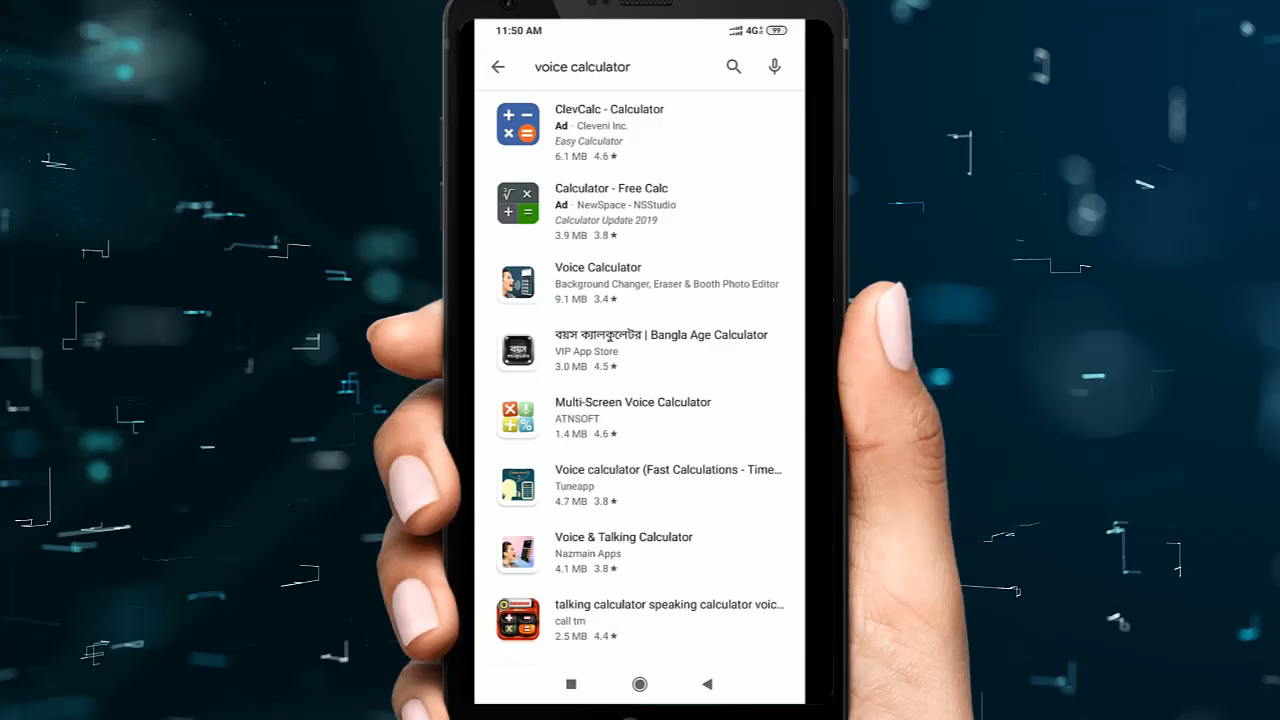 11:50 AM 4G 99
voice calculator
ClevCalc - Calculator
Ad · Cleveni Inc.
Easy Calculator
6.1 MB 4.6 ★
Calculator - Free Calc
Ad · NewSpace - NSStudio
Calculator Update 2019
3.9 MB 3.8 ★
Voice Calculator
Background Changer, Eraser & Booth Photo Editor
9.1 MB 3.4 ★
বয়স ক্যালকুলেটর | Bangla Age Calculator
VIP App Store
3.0 MB 4.5 ★
Multi-Screen Voice Calculator
ATNSOFT
1.4 MB 4.6 ★
Voice calculator (Fast Calculations - Time...
Tuneapp
4.7 MB 3.8 ★
Voice & Talking Calculator
Nazmain Apps
4.1 MB 3.8 ★
talking calculator speaking calculator voic...
call tm
2.5 MB 4.4 ★